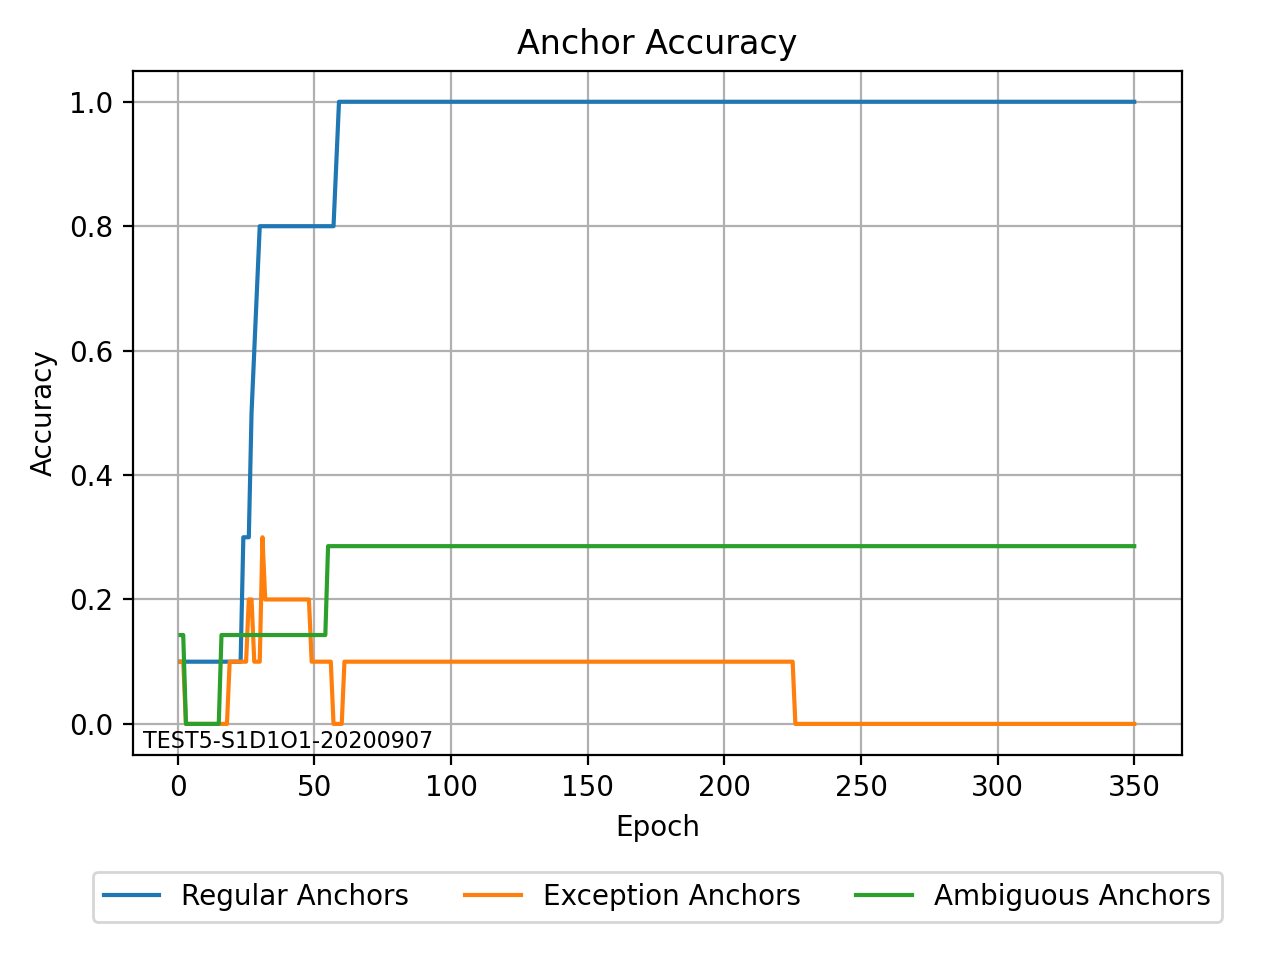 Anchor Accuracy
Accuracy
1.0
0.8
0.6
0.4
0.2
0.0
TEST5-S1D1O1-20200907
0 50 100 150 200 250 300 350
Epoch
Regular Anchors Exception Anchors Ambiguous Anchors